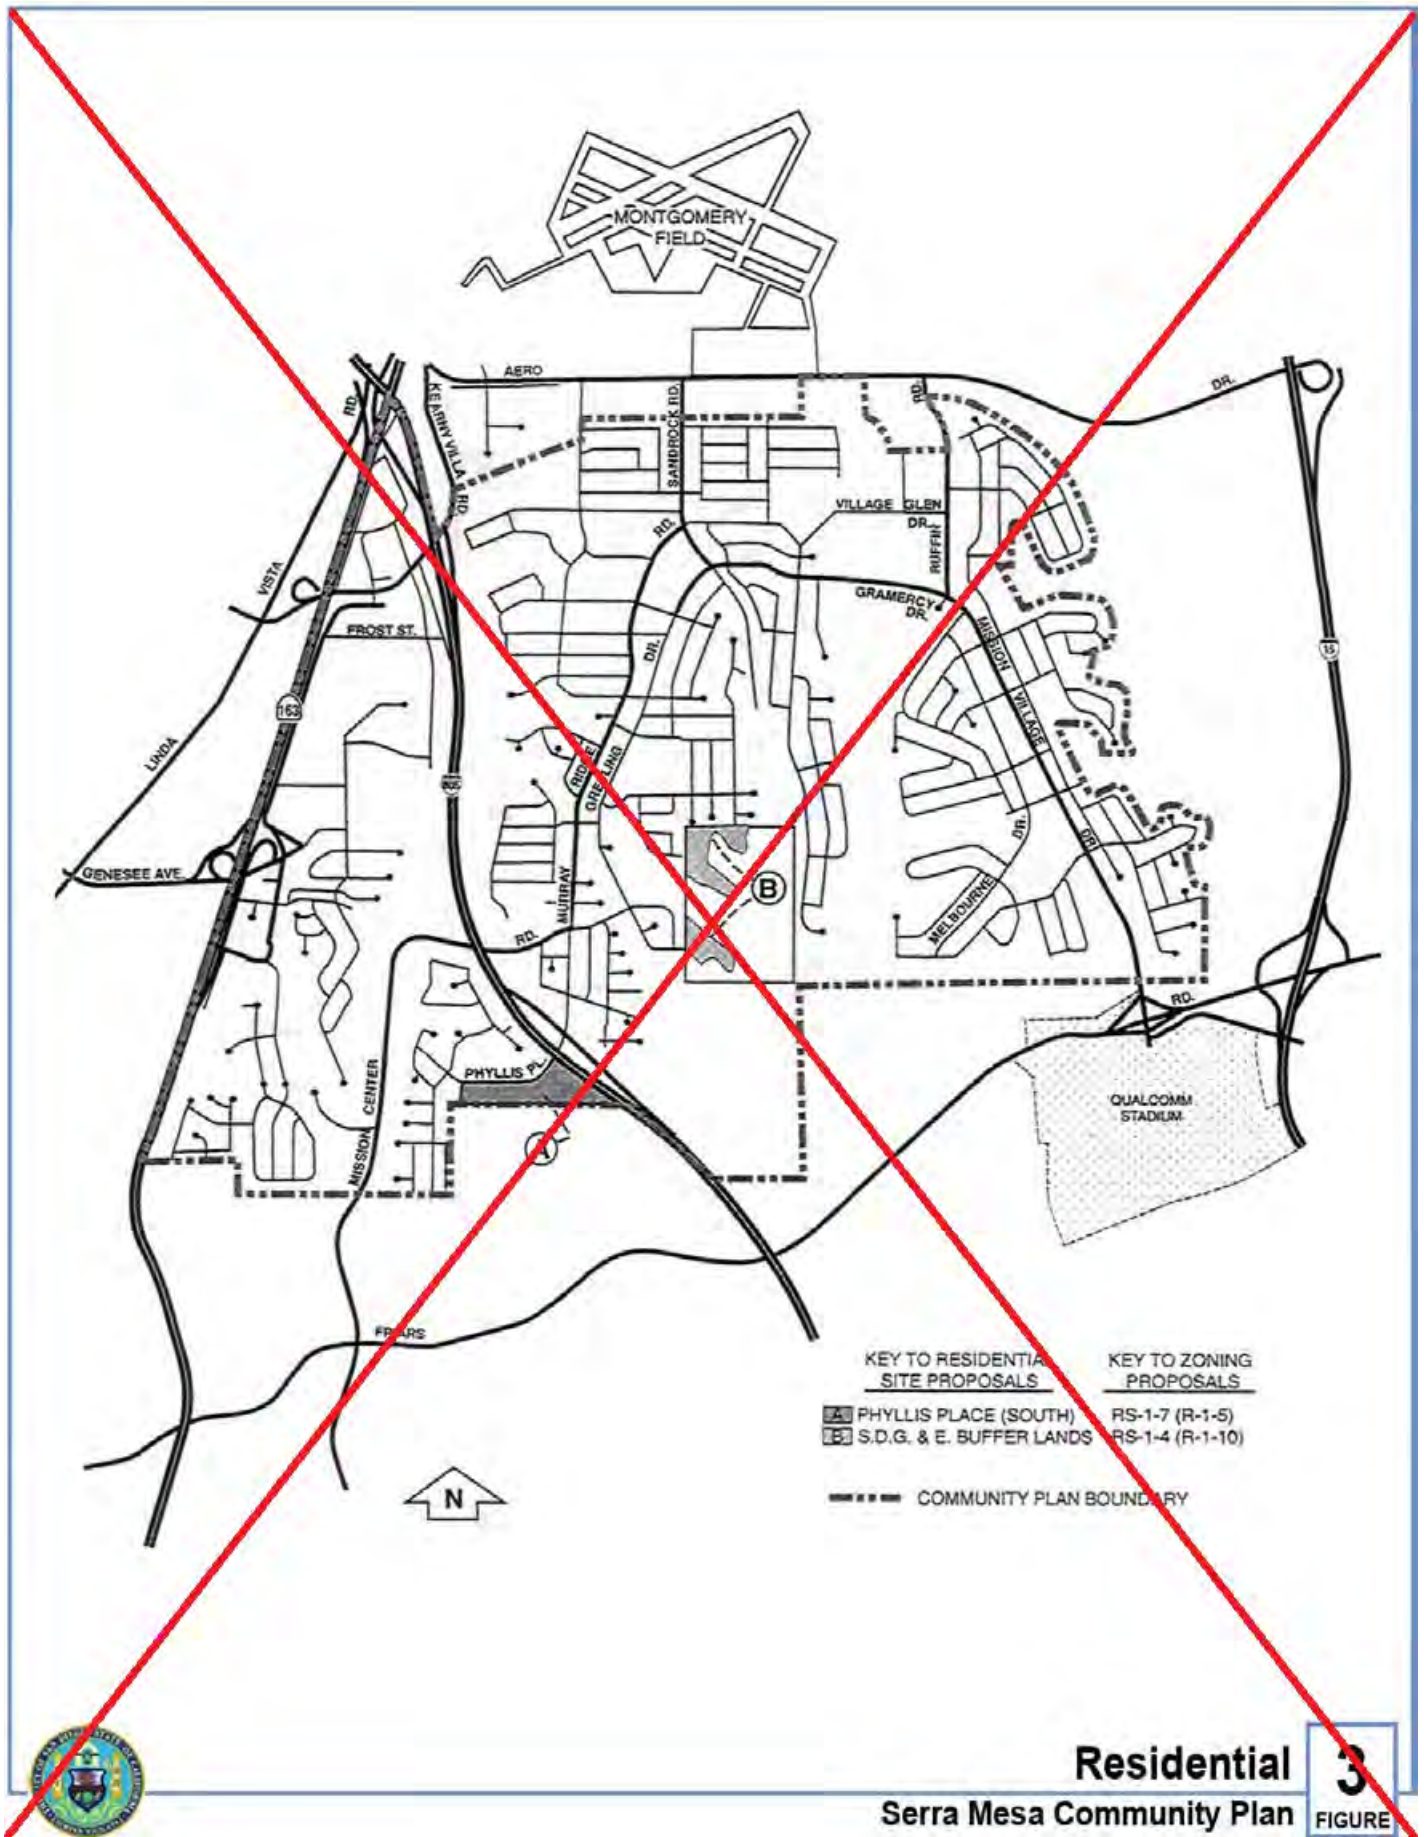 MONTGOMERY
FIELD
AERO
DR.
RD.
KEARNY VILLA
RD.
SANDROCK RD.
RD.
VILLAGE GLEN
DR.
RUFFIN
RD.
GRAMERCY
DR.
VISTA
LINDA
FROST ST.
163
805
15
DR.
MISSION
VILLAGE
DR.
RIDGE
GREYLING
MURRAY
RD.
GENESEE AVE.
B
MELBOURNE
DR.
RD.
PHYLLIS PL.
A
MISSION
CENTER
QUALCOMM
STADIUM
FRIARS
KEY TO RESIDENTIAL
SITE PROPOSALS
KEY TO ZONING
PROPOSALS
A PHYLLIS PLACE (SOUTH) RS-1-7 (R-1-5)
B S.D.G. & E. BUFFER LANDS RS-1-4 (R-1-10)
COMMUNITY PLAN BOUNDARY
N
Residential
Serra Mesa Community Plan
3
FIGURE